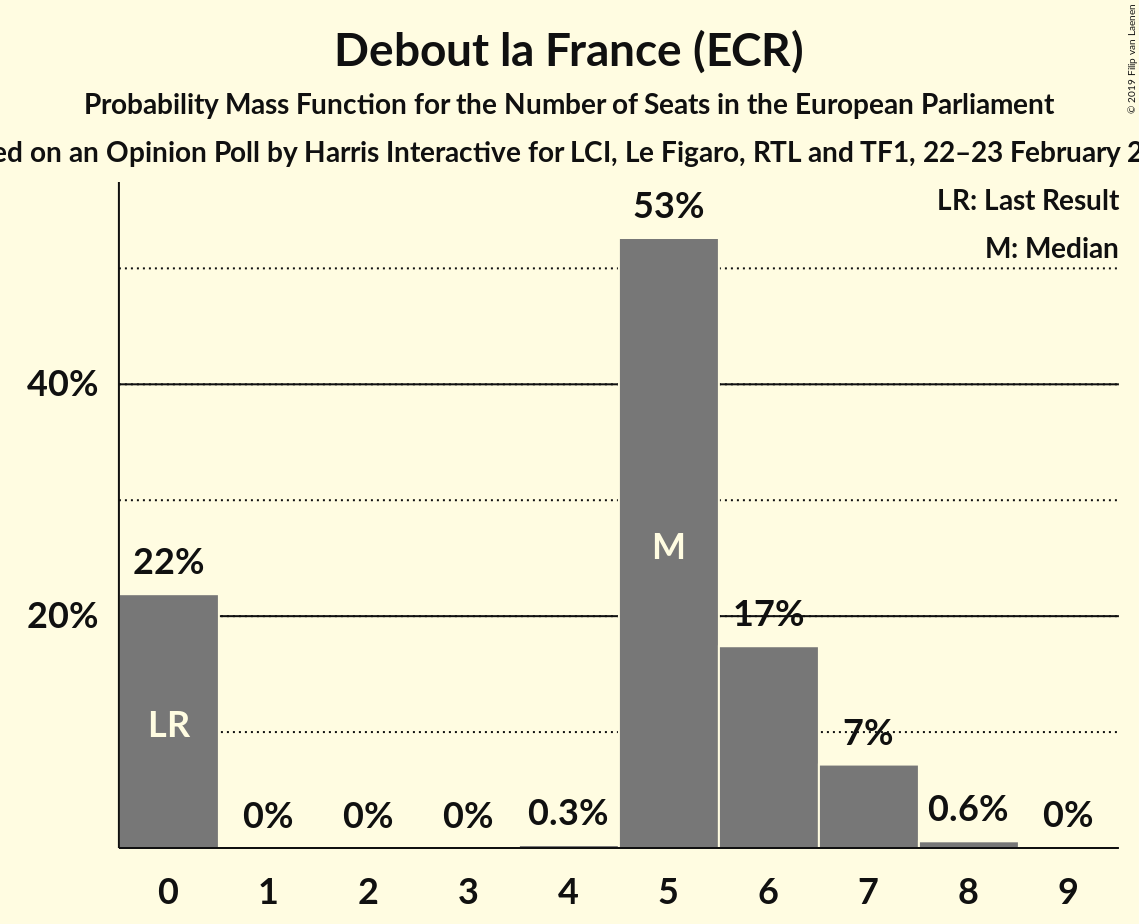 Debout la France (ECR)
Probability Mass Function for the Number of Seats in the European Parliament
on an Opinion Poll by Harris Interactive for LCI, Le Figaro, RTL and TF1, 22–23 February
© 2019 Filip van Laenen
LR: Last Result
M: Median
53%
40%
M
22%
20%
17%
LR
7%
0%
0%
0%
0.3%
0.6%
0%
0 1 2 3 4 5 6 7 8 9